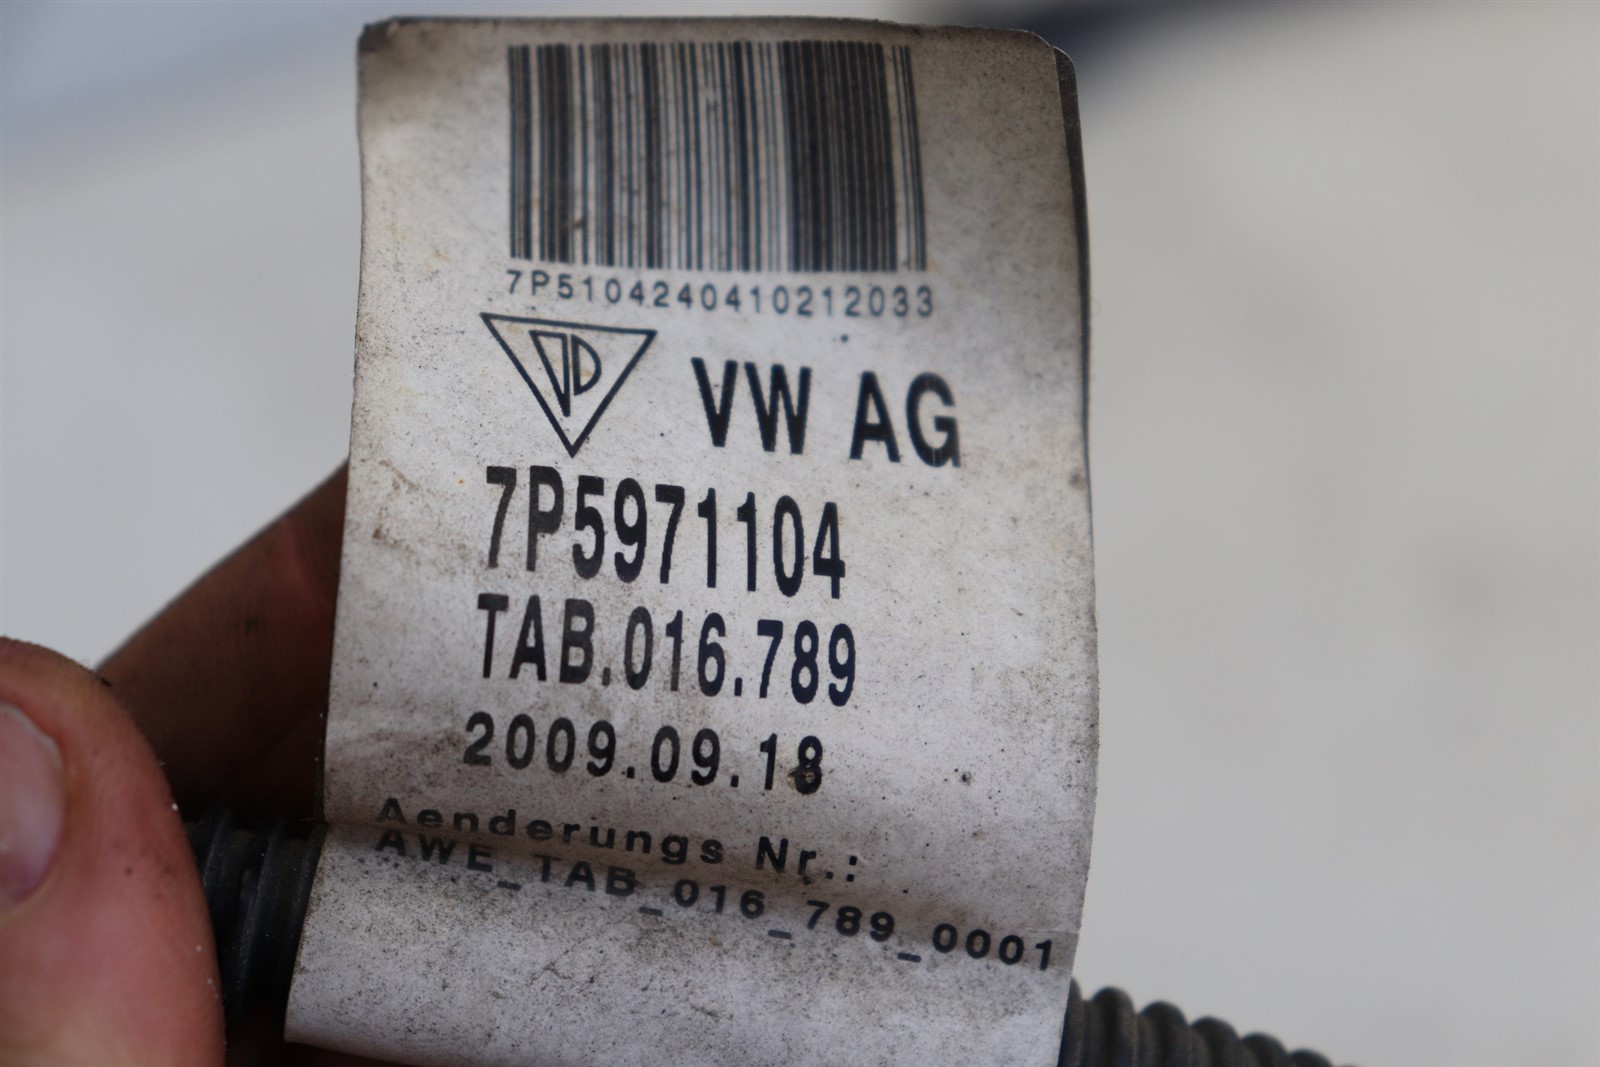 7P5104240410212033
VW AG
7P5971104
TAB.016.789
2009.09.18
Aenderungs Nr.:
AWE_TAB_016_789_0001